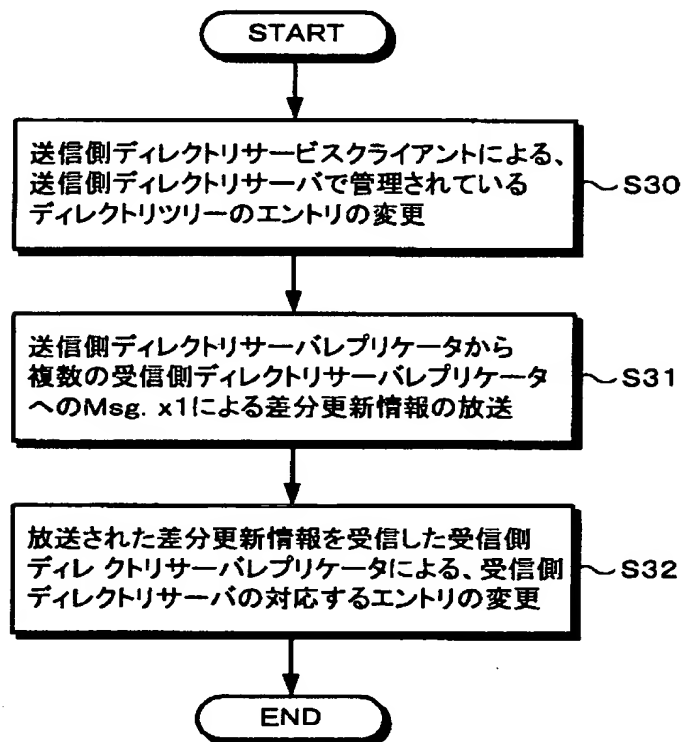 START
送信側ディレクトリサービスクライアントによる、
送信側ディレクトリサーバで管理されている
ディレクトリツリーのエントリの変更
～S30
送信側ディレクトリサーバレプリケータから
複数の受信側ディレクトリサーバレプリケータ
へのMsg. x1による差分更新情報の放送
～S31
放送された差分更新情報を受信した受信側
ディレ クトリサーバレプリケータによる、受信側
ディレクトリサーバの対応するエントリの変更
～S32
END